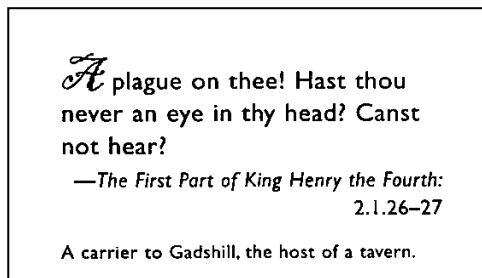 A plague on thee! Hast thou
never an eye in thy head? Canst
not hear?
—The First Part of King Henry the Fourth:
2.1.26–27
A carrier to Gadshill, the host of a tavern.